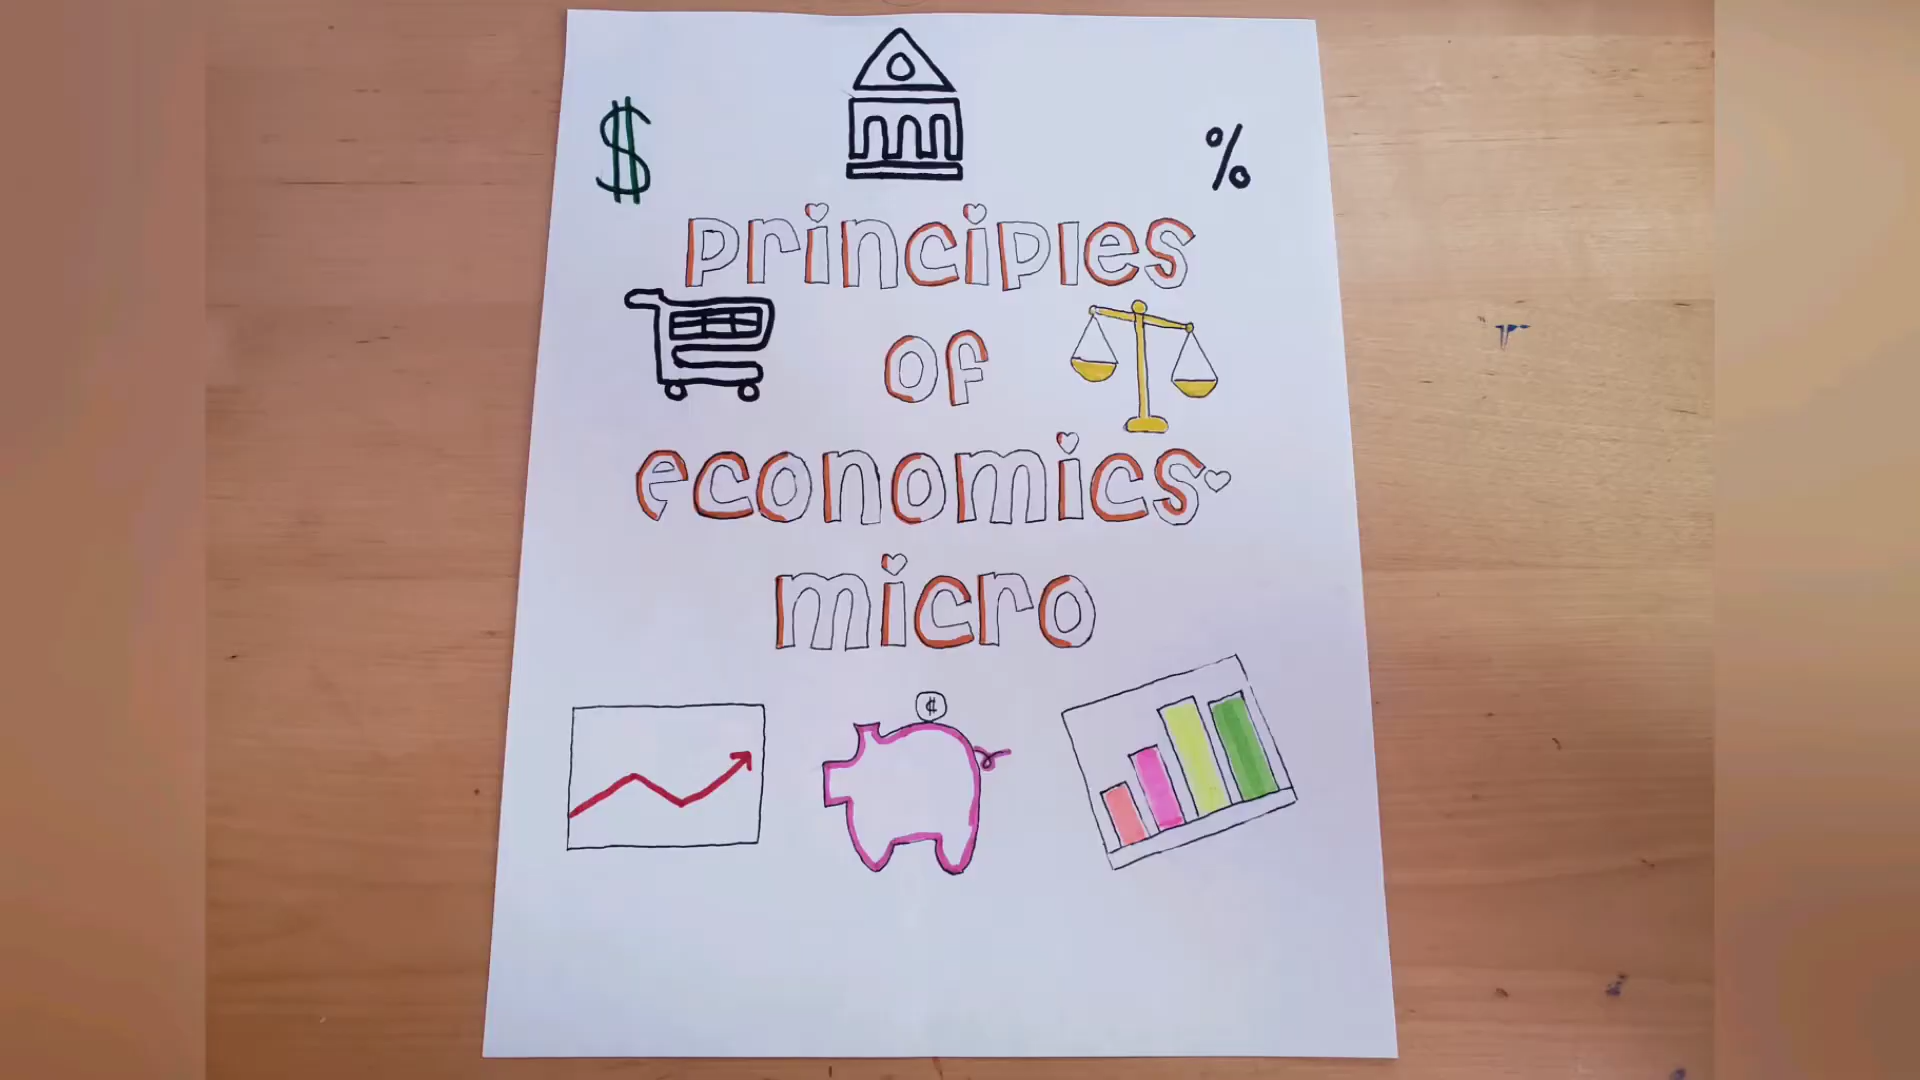 $
%
principles
of
economics
micro
¢